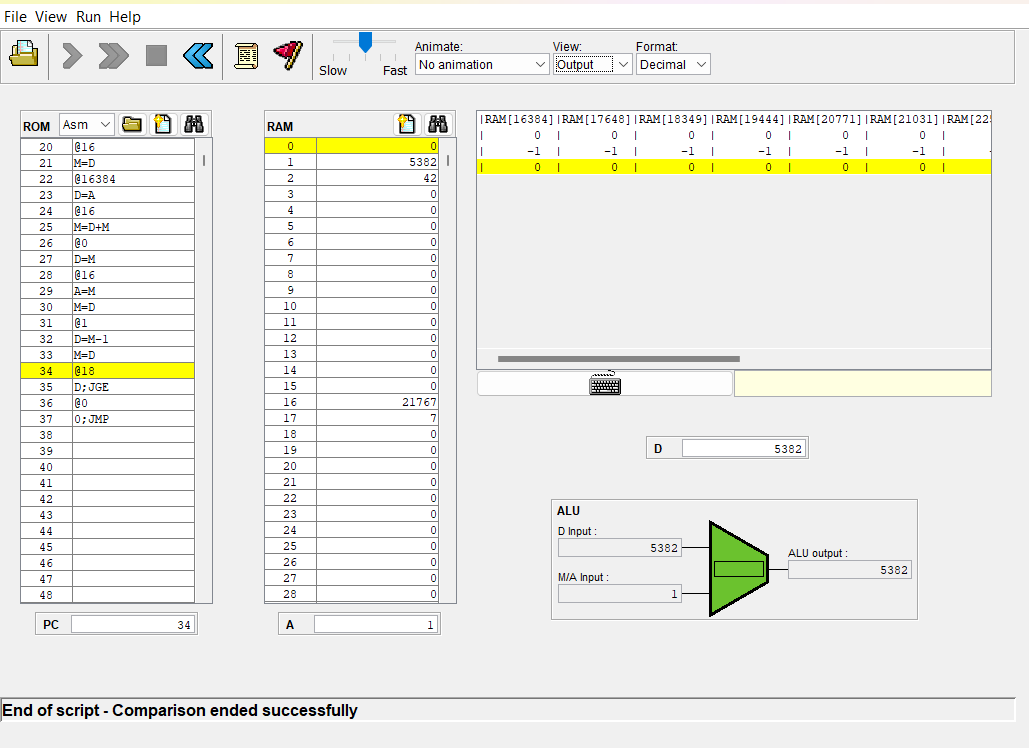 File View Run Help
Animate: View: Format:
Slow Fast No animation Output Decimal
ROM Asm
20 @16
21 M=D
22 @16384
23 D=A
24 @16
25 M=D+M
26 @0
27 D=M
28 @16
29 A=M
30 M=D
31 @1
32 D=M-1
33 M=D
34 @18
35 D;JGE
36 @0
37 0;JMP
38
39
40
41
42
43
44
45
46
47
48
PC 34
RAM
0 0
1 5382
2 42
3 0
4 0
5 0
6 0
7 0
8 0
9 0
10 0
11 0
12 0
13 0
14 0
15 0
16 21767
17 7
18 0
19 0
20 0
21 0
22 0
23 0
24 0
25 0
26 0
27 0
28 0
A 1
|RAM[16384]|RAM[17648]|RAM[18349]|RAM[19444]|RAM[20771]|RAM[21031]|RAM[225
| 0 | 0 | 0 | 0 | 0 | 0 |
| -1 | -1 | -1 | -1 | -1 | -1 | -
| 0 | 0 | 0 | 0 | 0 | 0 |
D 5382
ALU
D Input :
5382
M/A Input :
1
ALU output :
5382
End of script - Comparison ended successfully